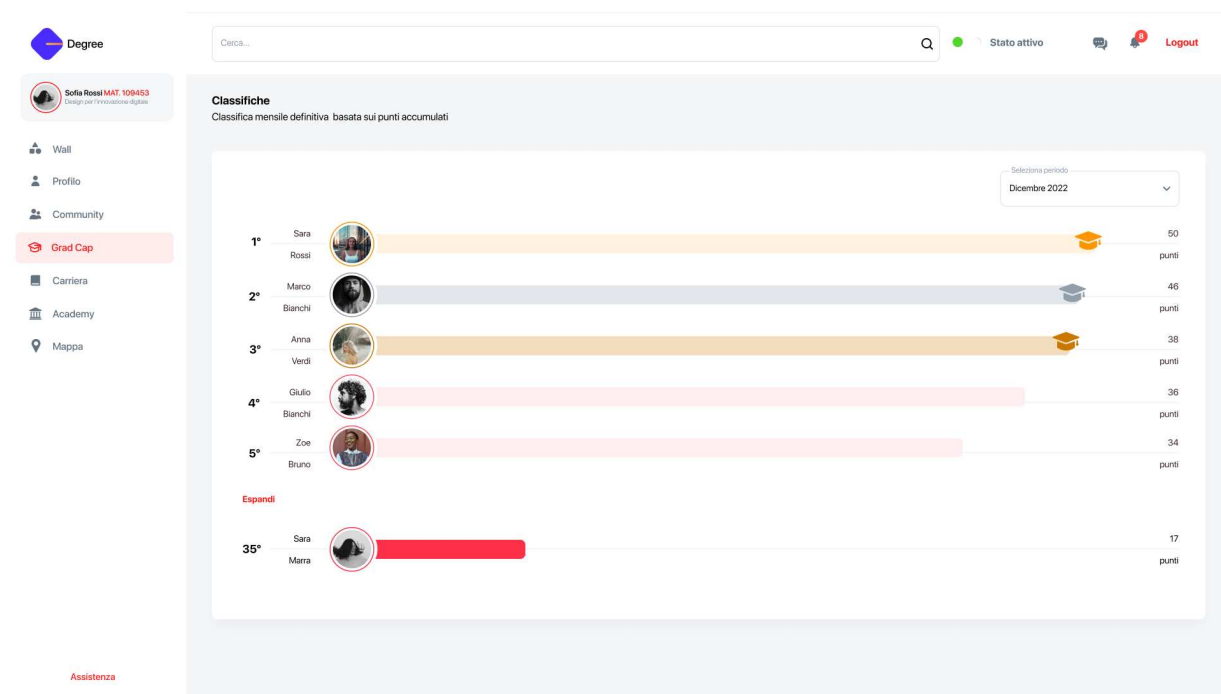 Degree
Cerca...
Stato attivo
8
Logout
Sofia Rossi MAT. 109453
Design per l'innovazione digitale
Wall
Profilo
Community
Grad Cap
Carriera
Academy
Mappa
Assistenza
Classifiche
Classifica mensile definitiva basata sui punti accumulati
Seleziona periodo
Dicembre 2022
1° Sara Rossi 50 punti
2° Marco Bianchi 46 punti
3° Anna Verdi 38 punti
4° Giulio Bianchi 36 punti
5° Zoe Bruno 34 punti
Espandi
35° Sara Marra 17 punti